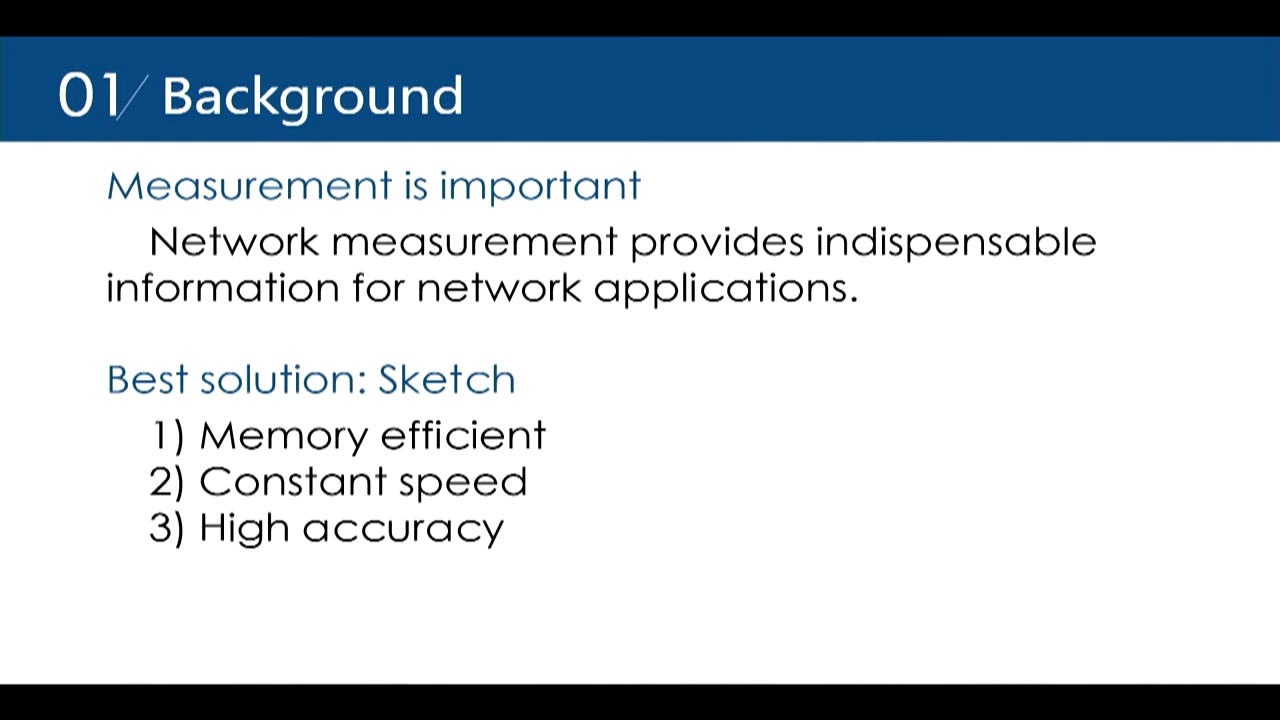 01/ Background
Measurement is important
Network measurement provides indispensable
information for network applications.
Best solution: Sketch
1) Memory efficient
2) Constant speed
3) High accuracy